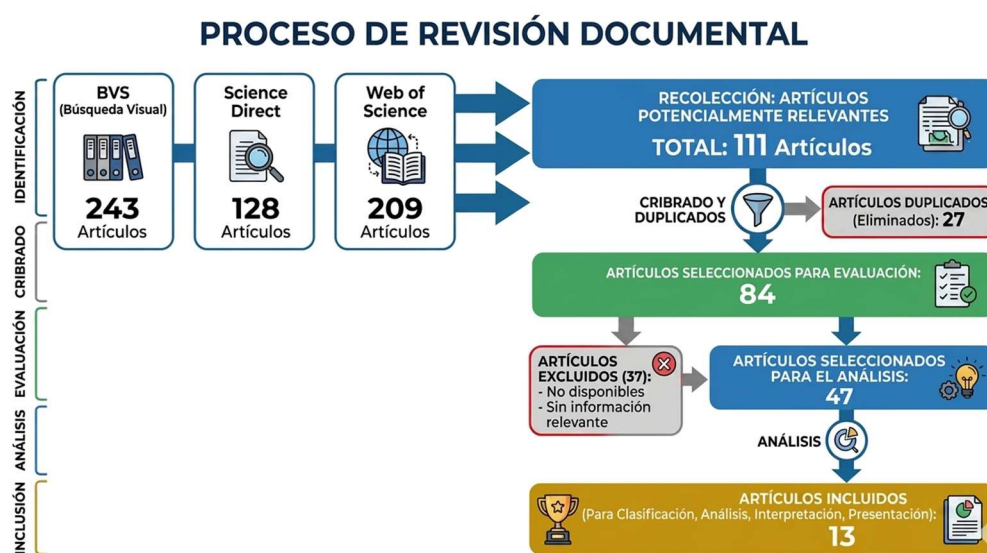 PROCESO DE REVISIÓN DOCUMENTAL
IDENTIFICACIÓN
BVS
(Búsqueda Visual)
243
Artículos
Science
Direct
128
Artículos
Web of
Science
209
Artículos
RECOLECCIÓN: ARTÍCULOS
POTENCIALMENTE RELEVANTES
TOTAL: 111 Artículos
CRIBRADO Y
DUPLICADOS
ARTÍCULOS DUPLICADOS
(Eliminados): 27
CRIBRADO
ARTÍCULOS SELECCIONADOS PARA EVALUACIÓN:
84
EVALUACIÓN
ARTÍCULOS
EXCLUIDOS (37):
- No disponibles
- Sin información
relevante
ARTÍCULOS SELECCIONADOS
PARA EL ANÁLISIS:
47
ANÁLISIS
ANÁLISIS
INCLUSIÓN
ARTÍCULOS INCLUIDOS
(Para Clasificación, Análisis, Interpretación, Presentación):
13